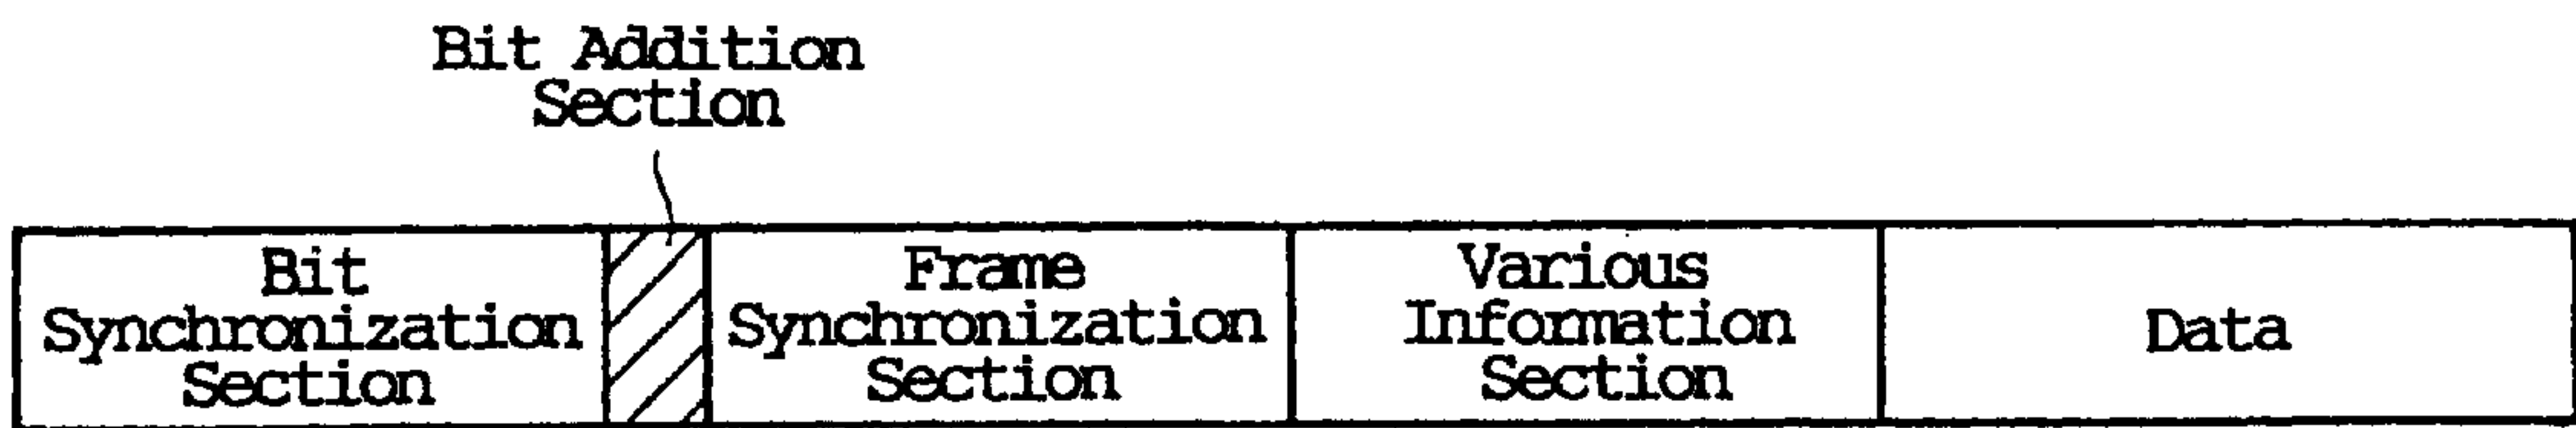 Bit Addition
Section
Bit
Synchronization
Section
Frame
Synchronization
Section
Various
Information
Section
Data